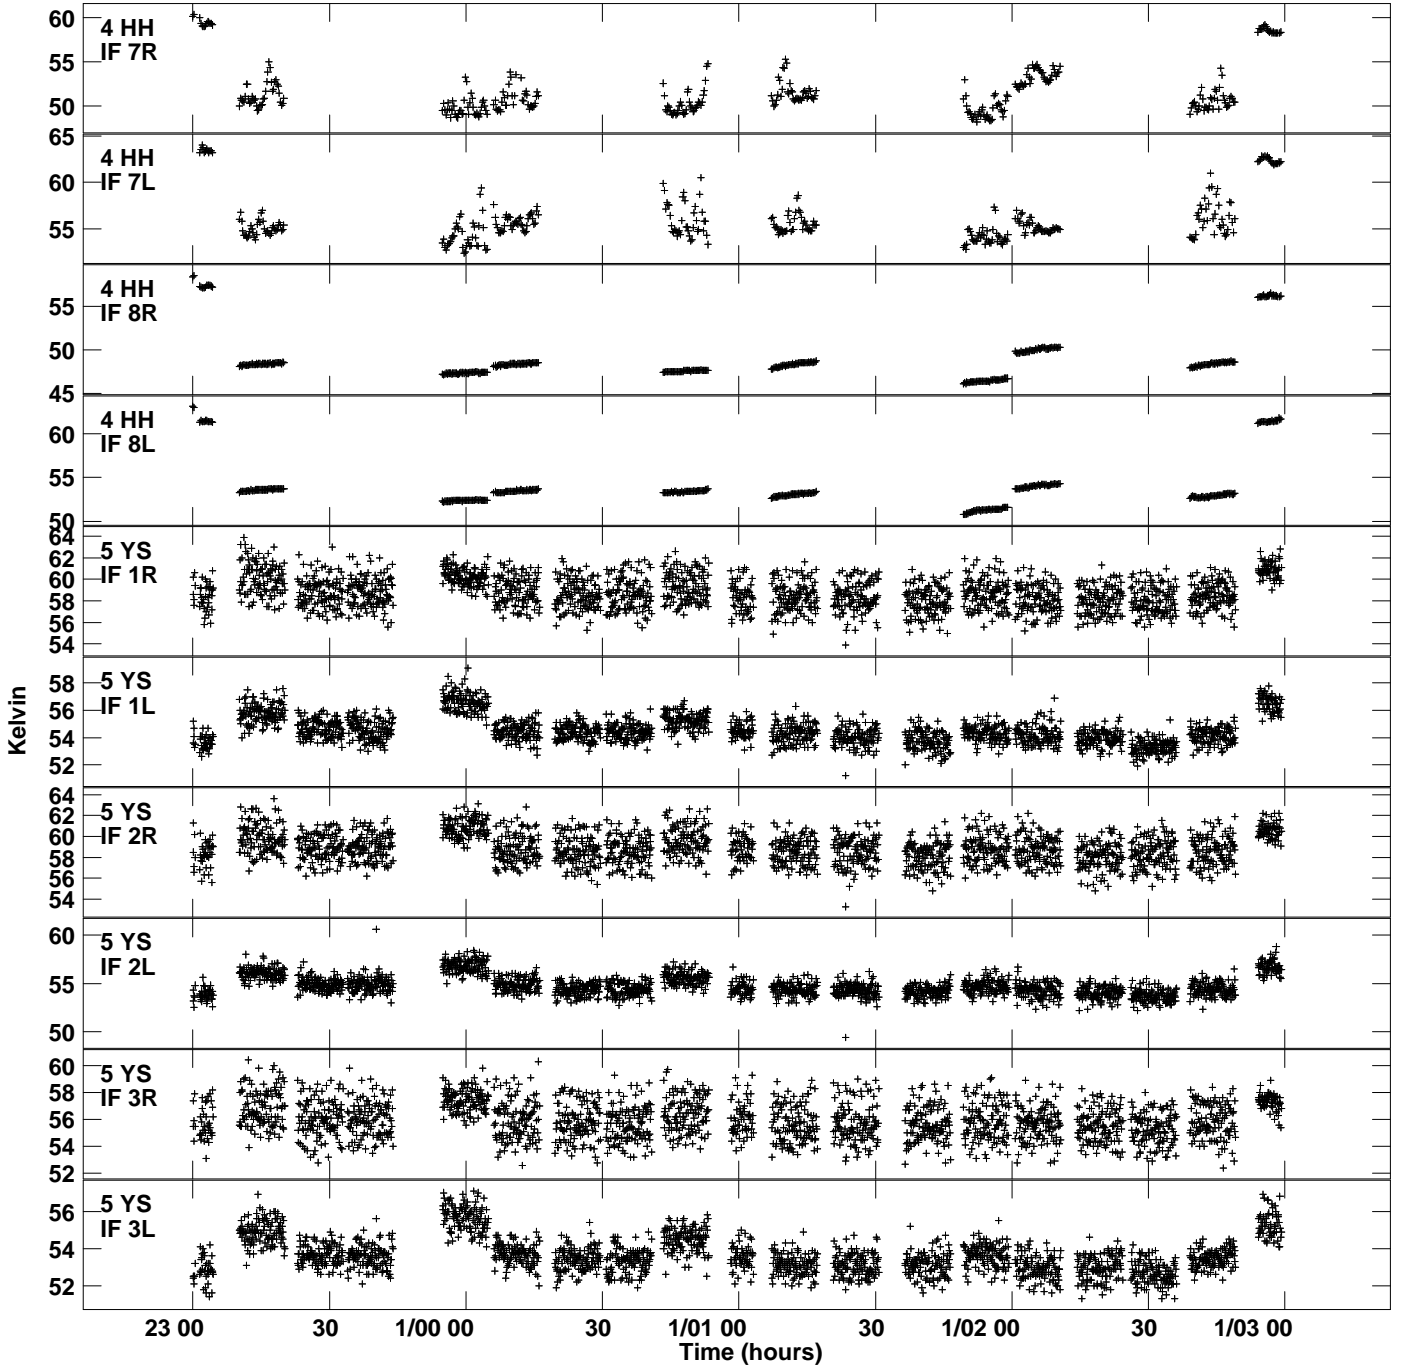 60
55
50
4 HH
IF 7R
65
60
55
4 HH
IF 7L
55
50
45
4 HH
IF 8R
60
55
50
4 HH
IF 8L
64
62
60
58
56
54
5 YS
IF 1R
58
56
54
52
5 YS
IF 1L
64
62
60
58
56
54
5 YS
IF 2R
60
55
50
5 YS
IF 2L
60
58
56
54
52
5 YS
IF 3R
56
54
52
5 YS
IF 3L
Kelvin
23 00 30 1/00 00 30 1/01 00 30 1/02 00 30 1/03 00
Time (hours)